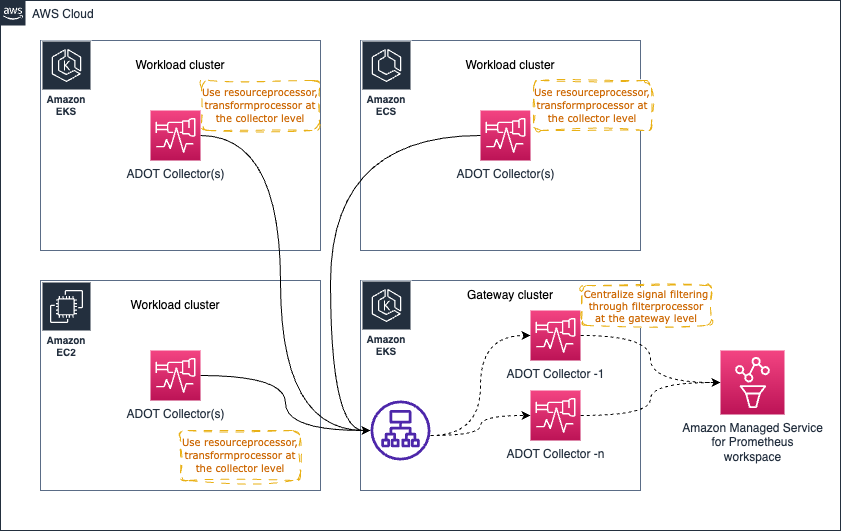 aws
AWS Cloud
Workload cluster
Amazon
EKS
Use resourceprocessor,
transformprocessor at
the collector level
ADOT Collector(s)
Workload cluster
Amazon
ECS
Use resourceprocessor,
transformprocessor at
the collector level
ADOT Collector(s)
Workload cluster
Amazon
EC2
ADOT Collector(s)
Use resourceprocessor,
transformprocessor at
the collector level
Gateway cluster
Amazon
EKS
Centralize signal filtering
through filterprocessor
at the gateway level
ADOT Collector -1
ADOT Collector -n
Amazon Managed Service
for Prometheus
workspace